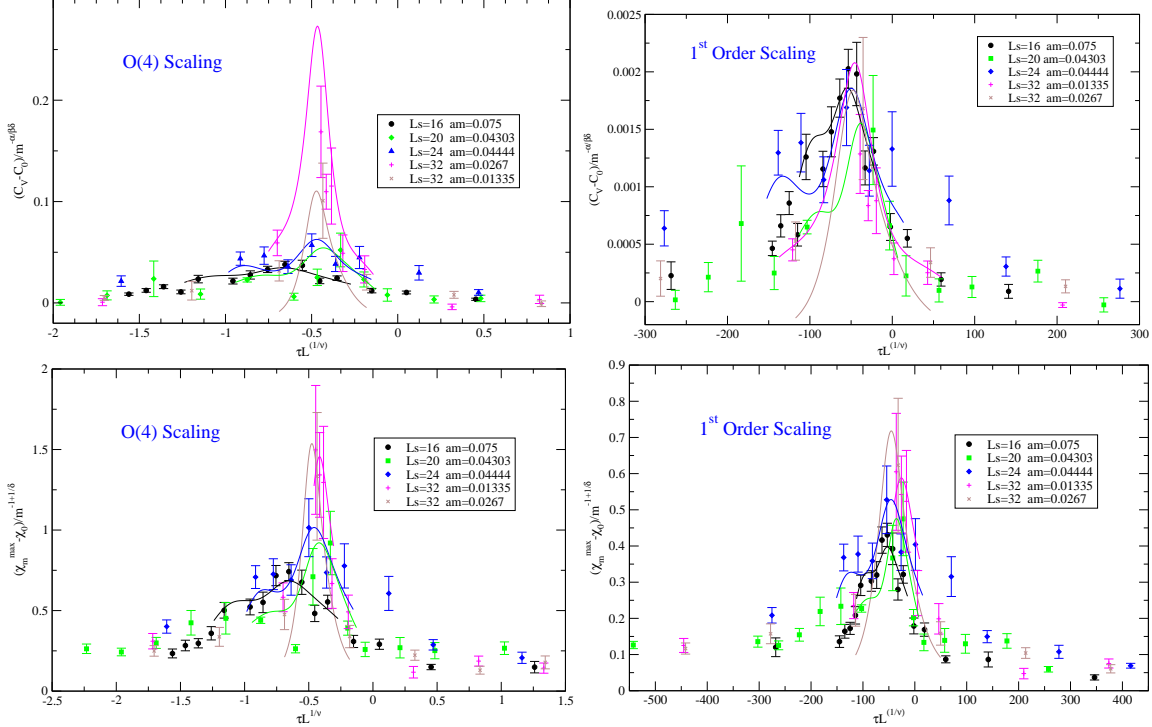 O(4) Scaling
Ls=16 am=0.075
Ls=20 am=0.04303
Ls=24 am=0.04444
Ls=32 am=0.0267
Ls=32 am=0.01335
(C_V-C_0)/m^{-α/βδ}
0
0.1
0.2
-2
-1.5
-1
-0.5
0
0.5
1
τL^{(1/ν)}
1st Order Scaling
Ls=16 am=0.075
Ls=20 am=0.04303
Ls=24 am=0.04444
Ls=32 am=0.01335
Ls=32 am=0.0267
(C_V-C_0)/m^{-α/βδ}
0.0025
0.002
0.0015
0.001
0.0005
0
-300
-200
-100
0
100
200
300
τL^{(1/ν)}
O(4) Scaling
Ls=16 am=0.075
Ls=20 am=0.04303
Ls=24 am=0.04444
Ls=32 am=0.01335
Ls=32 am=0.0267
(χ_m^{max}-χ_0)/m^{-1+1/δ}
2
1.5
1
0.5
0
-2.5
-2
-1.5
-1
-0.5
0
0.5
1
1.5
τL^{1/ν}
1st Order Scaling
Ls=16 am=0.075
Ls=20 am=0.04303
Ls=24 am=0.04444
Ls=32 am=0.01335
Ls=32 am=0.0267
(χ_m^{max}-χ_0)/m^{-1+1/δ}
0.9
0.8
0.7
0.6
0.5
0.4
0.3
0.2
0.1
0
-500
-400
-300
-200
-100
0
100
200
300
400
τL^{(1/ν)}